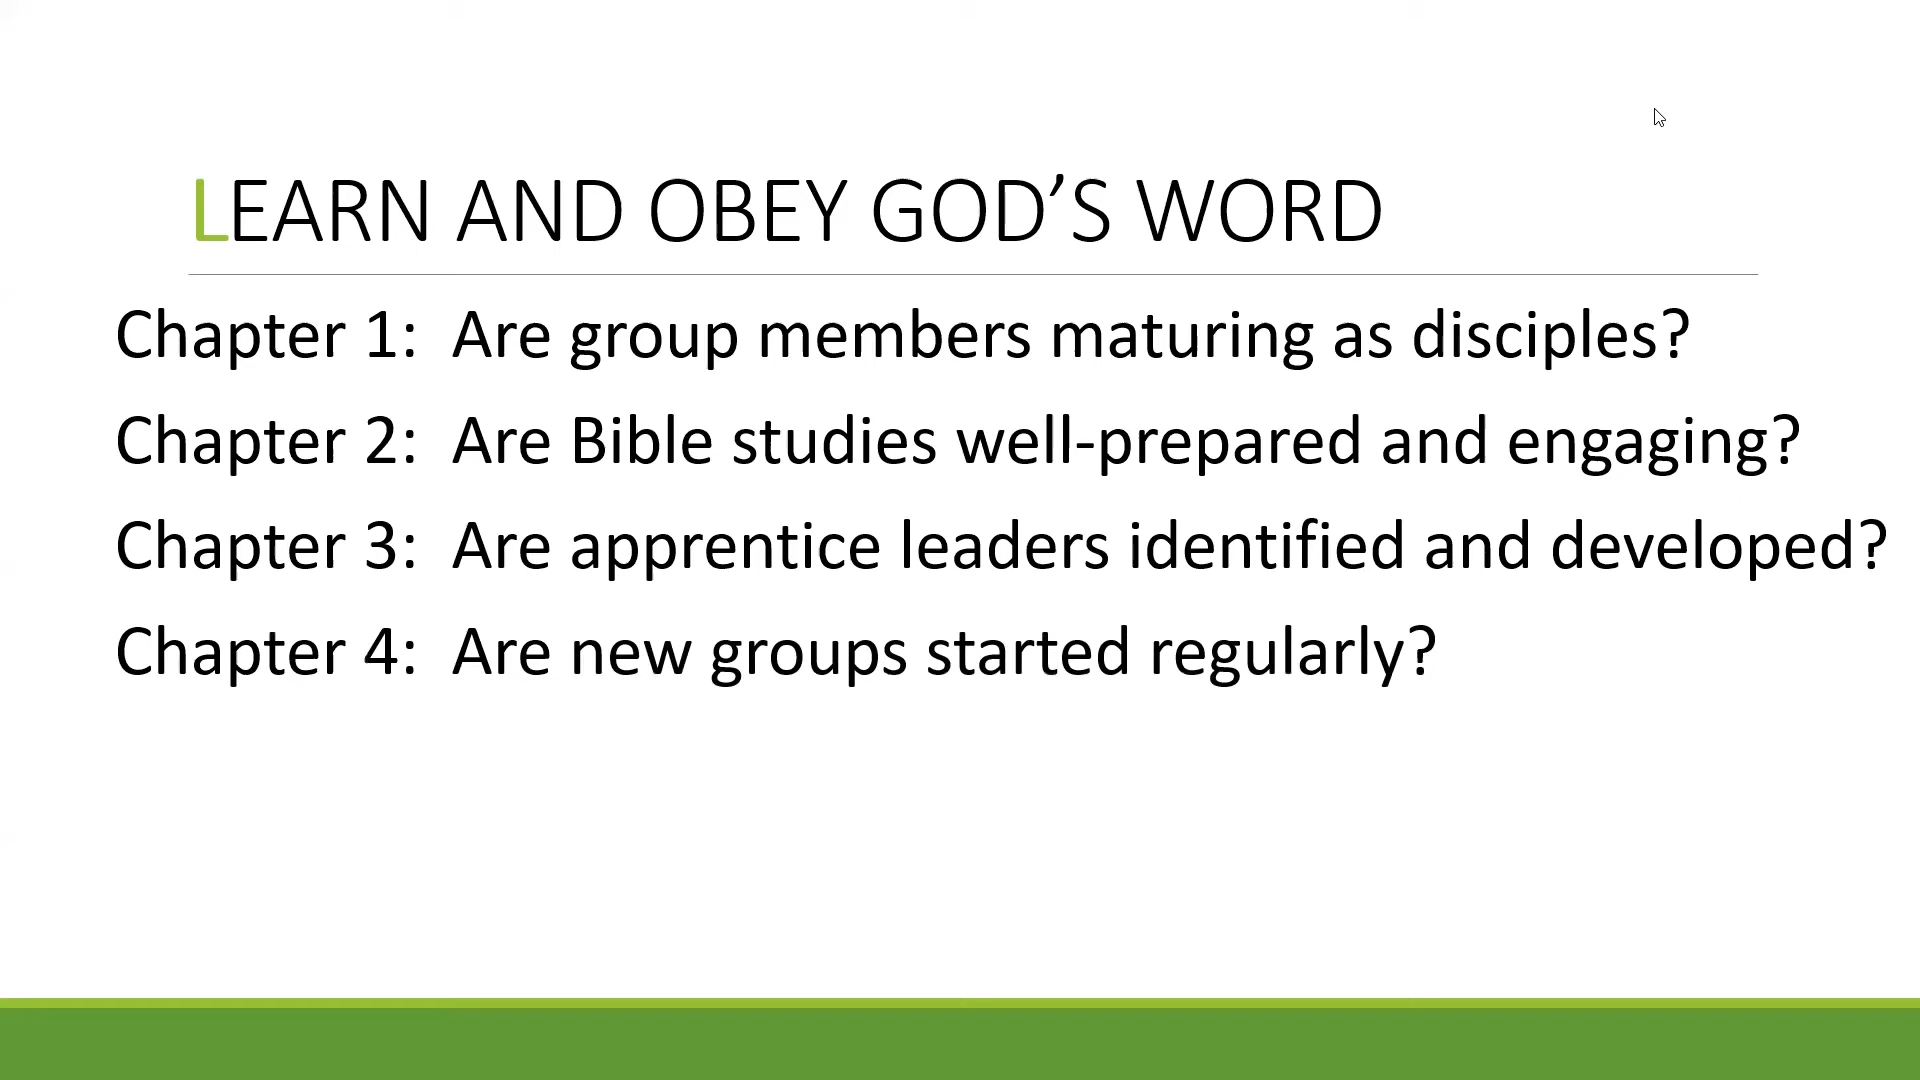 LEARN AND OBEY GOD’S WORD
Chapter 1:  Are group members maturing as disciples?
Chapter 2:  Are Bible studies well-prepared and engaging?
Chapter 3:  Are apprentice leaders identified and developed?
Chapter 4:  Are new groups started regularly?